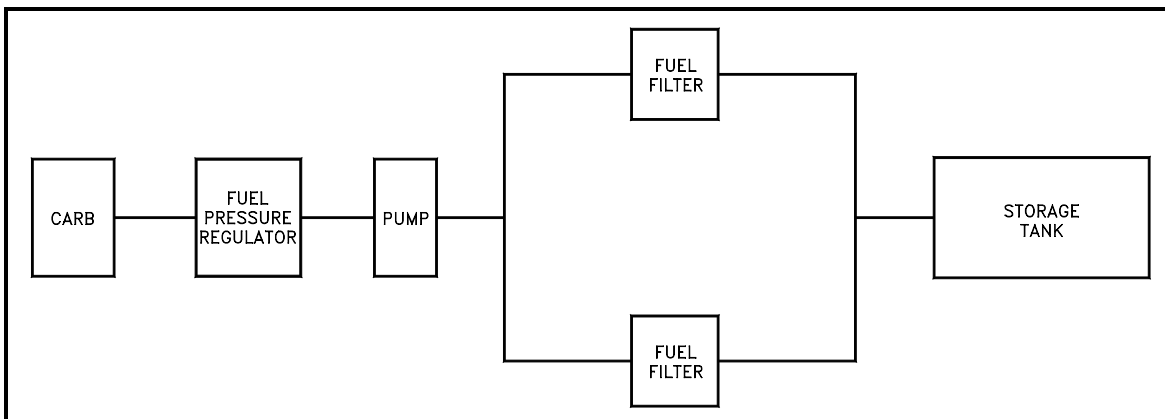 FUEL
FILTER
CARB
FUEL
PRESSURE
REGULATOR
PUMP
STORAGE
TANK
FUEL
FILTER